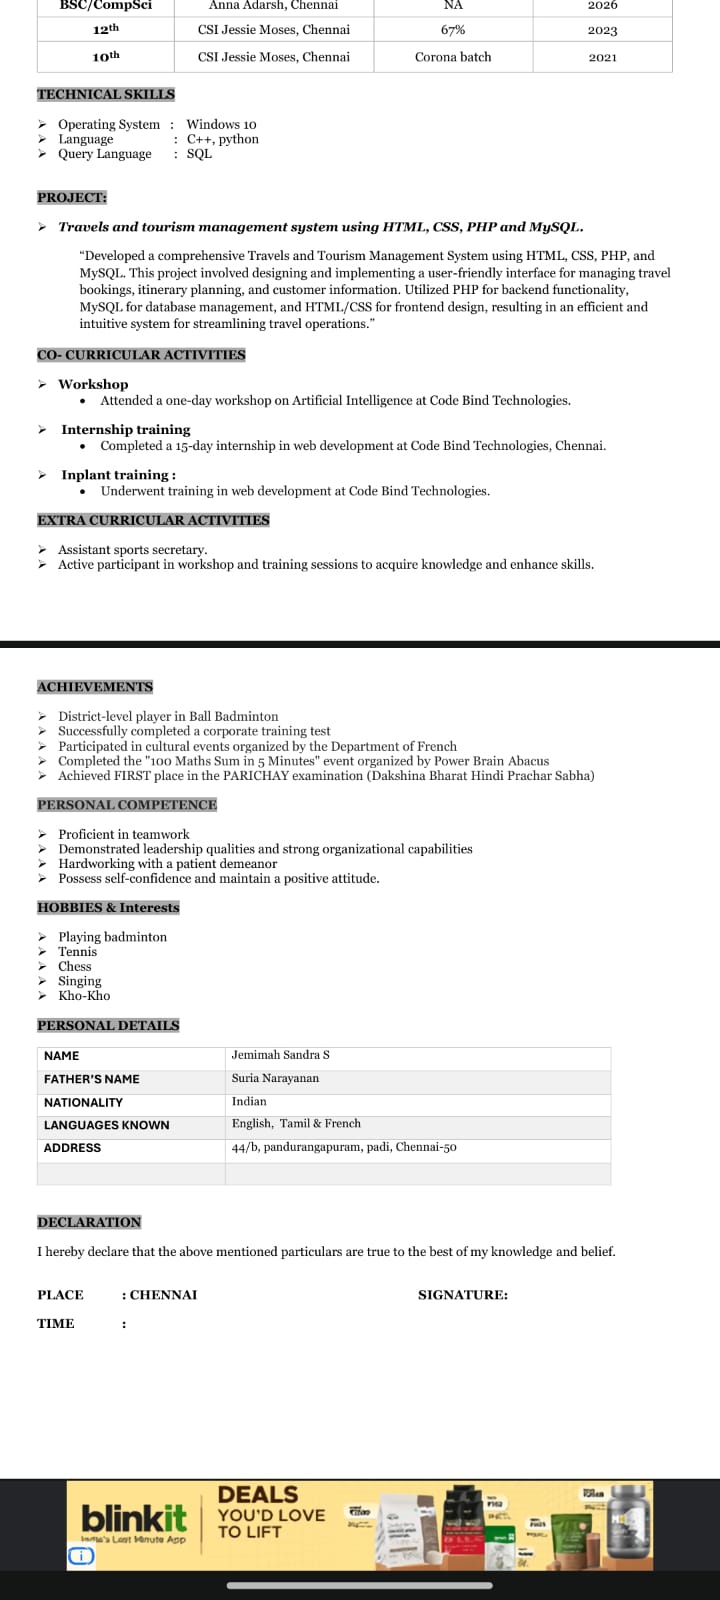 BSC/CompSci Anna Adarsh, Chennai NA 2026
12th CSI Jessie Moses, Chennai 67% 2023
10th CSI Jessie Moses, Chennai Corona batch 2021
TECHNICAL SKILLS
➢ Operating System : Windows 10
➢ Language : C++, python
➢ Query Language : SQL
PROJECT:
➢ Travels and tourism management system using HTML, CSS, PHP and MySQL.
“Developed a comprehensive Travels and Tourism Management System using HTML, CSS, PHP, and
MySQL. This project involved designing and implementing a user-friendly interface for managing travel
bookings, itinerary planning, and customer information. Utilized PHP for backend functionality,
MySQL for database management, and HTML/CSS for frontend design, resulting in an efficient and
intuitive system for streamlining travel operations.”
CO- CURRICULAR ACTIVITIES
➢ Workshop
• Attended a one-day workshop on Artificial Intelligence at Code Bind Technologies.
➢ Internship training
• Completed a 15-day internship in web development at Code Bind Technologies, Chennai.
➢ Inplant training :
• Underwent training in web development at Code Bind Technologies.
EXTRA CURRICULAR ACTIVITIES
➢ Assistant sports secretary.
➢ Active participant in workshop and training sessions to acquire knowledge and enhance skills.
ACHIEVEMENTS
➢ District-level player in Ball Badminton
➢ Successfully completed a corporate training test
➢ Participated in cultural events organized by the Department of French
➢ Completed the "100 Maths Sum in 5 Minutes" event organized by Power Brain Abacus
➢ Achieved FIRST place in the PARICHAY examination (Dakshina Bharat Hindi Prachar Sabha)
PERSONAL COMPETENCE
➢ Proficient in teamwork
➢ Demonstrated leadership qualities and strong organizational capabilities
➢ Hardworking with a patient demeanor
➢ Possess self-confidence and maintain a positive attitude.
HOBBIES & Interests
➢ Playing badminton
➢ Tennis
➢ Chess
➢ Singing
➢ Kho-Kho
PERSONAL DETAILS
NAME Jemimah Sandra S
FATHER'S NAME Suria Narayanan
NATIONALITY Indian
LANGUAGES KNOWN English, Tamil & French
ADDRESS 44/b, pandurangapuram, padi, Chennai-50
DECLARATION
I hereby declare that the above mentioned particulars are true to the best of my knowledge and belief.
PLACE : CHENNAI SIGNATURE:
TIME :
blinkit
India's Last Minute App
DEALS
YOU'D LOVE
TO LIFT